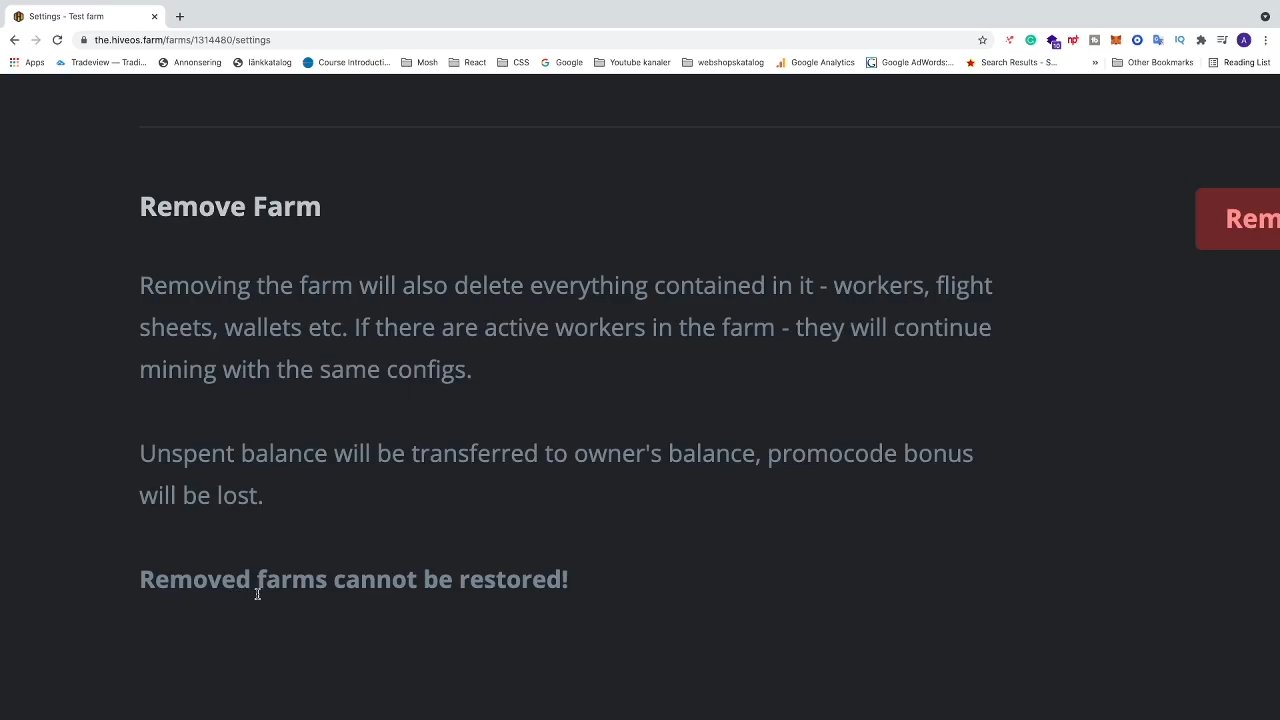 Settings - Test farm
the.hiveos.farm/farms/1314480/settings
10
A
Apps
Tradeview — Tradi...
Annonsering
länkkatalog
Course Introducti...
Mosh
React
CSS
Google
Youtube kanaler
webshopskatalog
Google Analytics
Google AdWords:...
Search Results - S...
»
Other Bookmarks
Reading List
Remove Farm
Rem
Removing the farm will also delete everything contained in it - workers, flight
sheets, wallets etc. If there are active workers in the farm - they will continue
mining with the same configs.
Unspent balance will be transferred to owner's balance, promocode bonus
will be lost.
Removed farms cannot be restored!